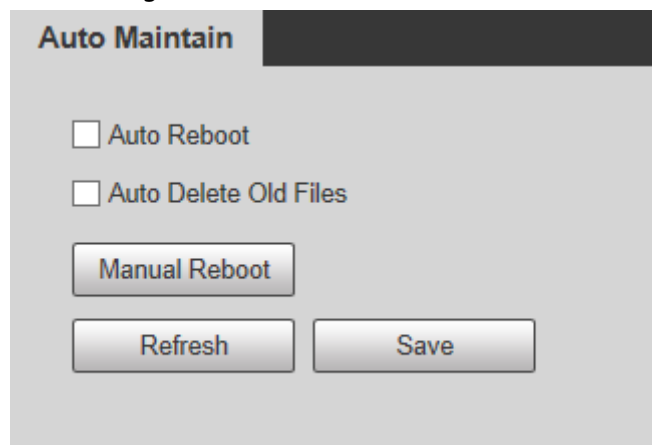 Auto Maintain
Auto Reboot
Auto Delete Old Files
Manual Reboot
Refresh Save